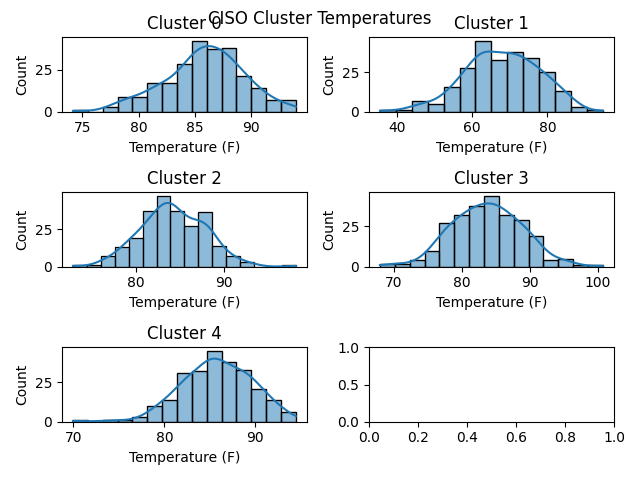 CISO Cluster Temperatures
Cluster 0
Count
25
0
75 80 85 90
Temperature (F)
Cluster 1
Count
25
0
40 60 80
Temperature (F)
Cluster 2
Count
25
0
80 90
Temperature (F)
Cluster 3
Count
25
0
70 80 90 100
Temperature (F)
Cluster 4
Count
25
0
70 80 90
Temperature (F)
1.0
0.5
0.0
0.0 0.2 0.4 0.6 0.8 1.0